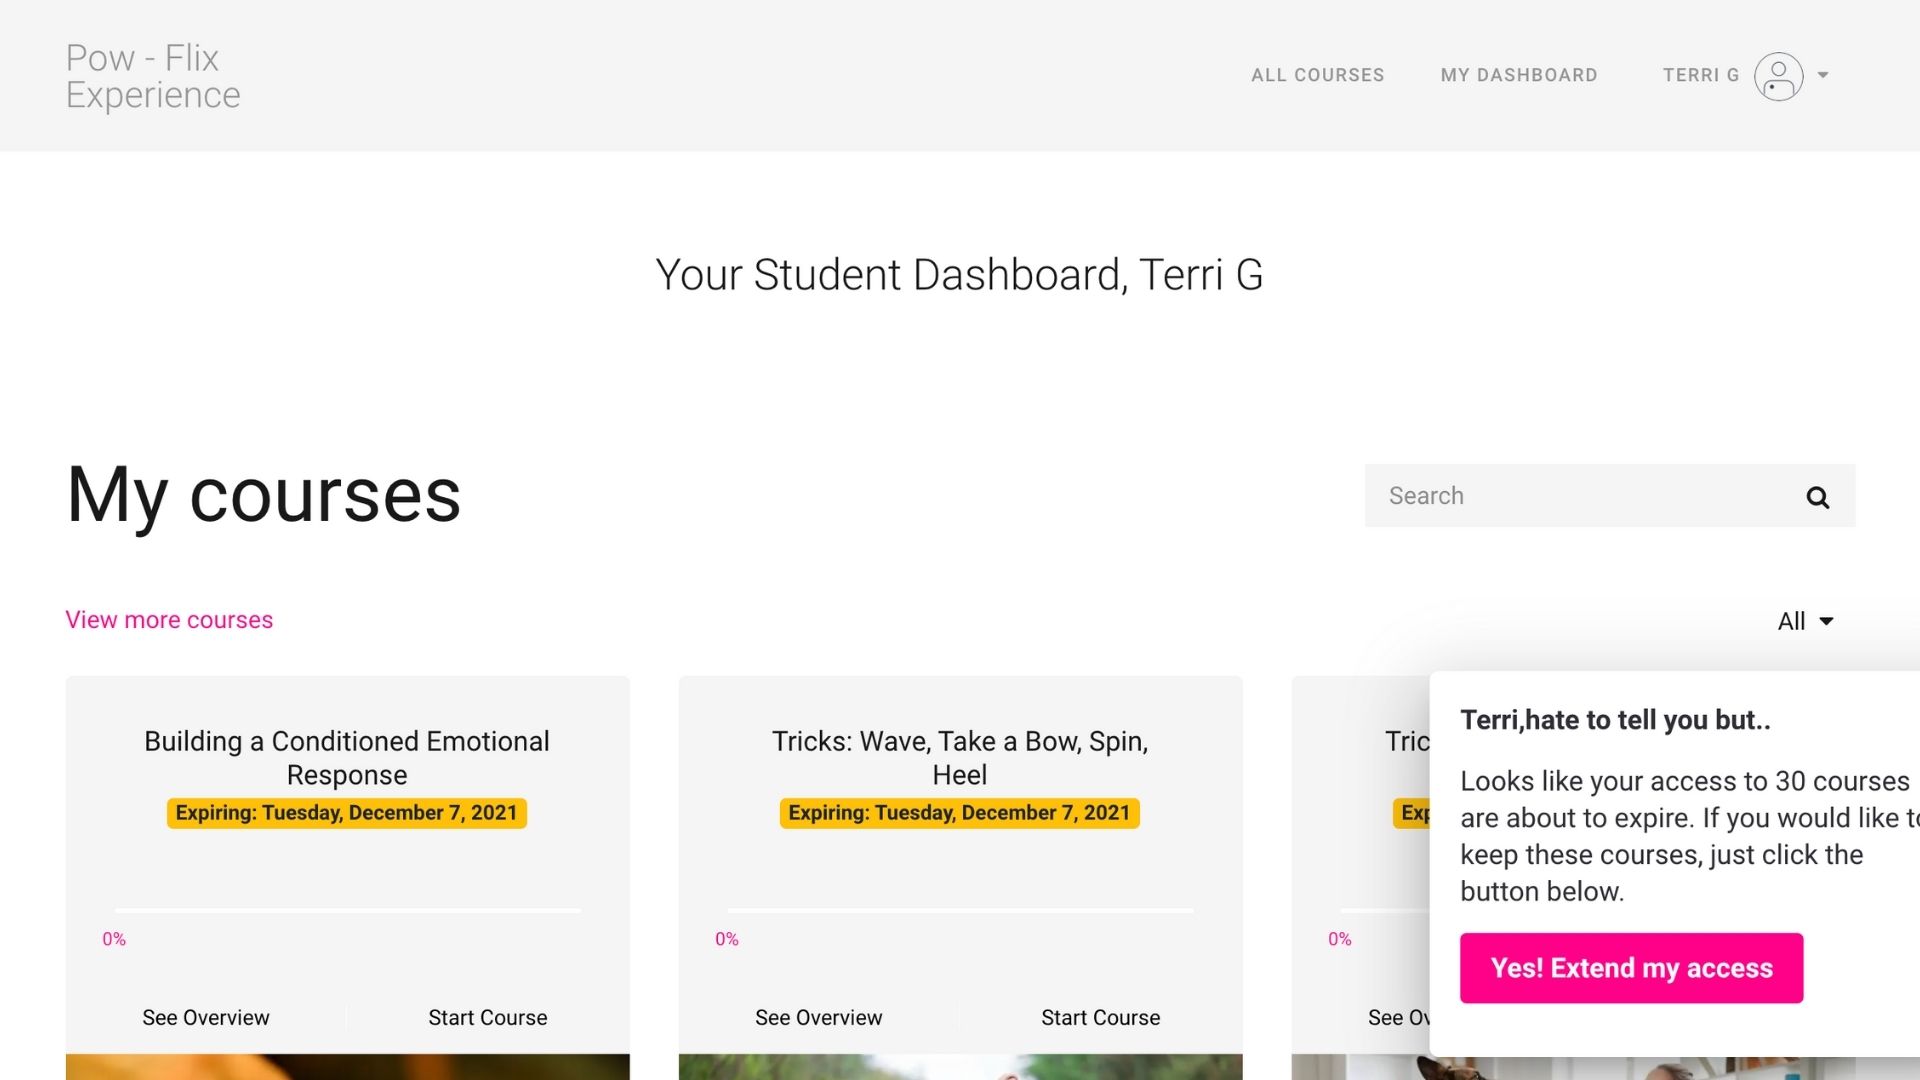 Pow - Flix
Experience
ALL COURSES
MY DASHBOARD
TERRI G
Your Student Dashboard, Terri G
My courses
Search
View more courses
All
Building a Conditioned Emotional
Response
Expiring: Tuesday, December 7, 2021
0%
See Overview
Start Course
Tricks: Wave, Take a Bow, Spin,
Heel
Expiring: Tuesday, December 7, 2021
0%
See Overview
Start Course
Tric
Exp
0%
See Ov
Terri,hate to tell you but..
Looks like your access to 30 courses
are about to expire. If you would like to
keep these courses, just click the
button below.
Yes! Extend my access